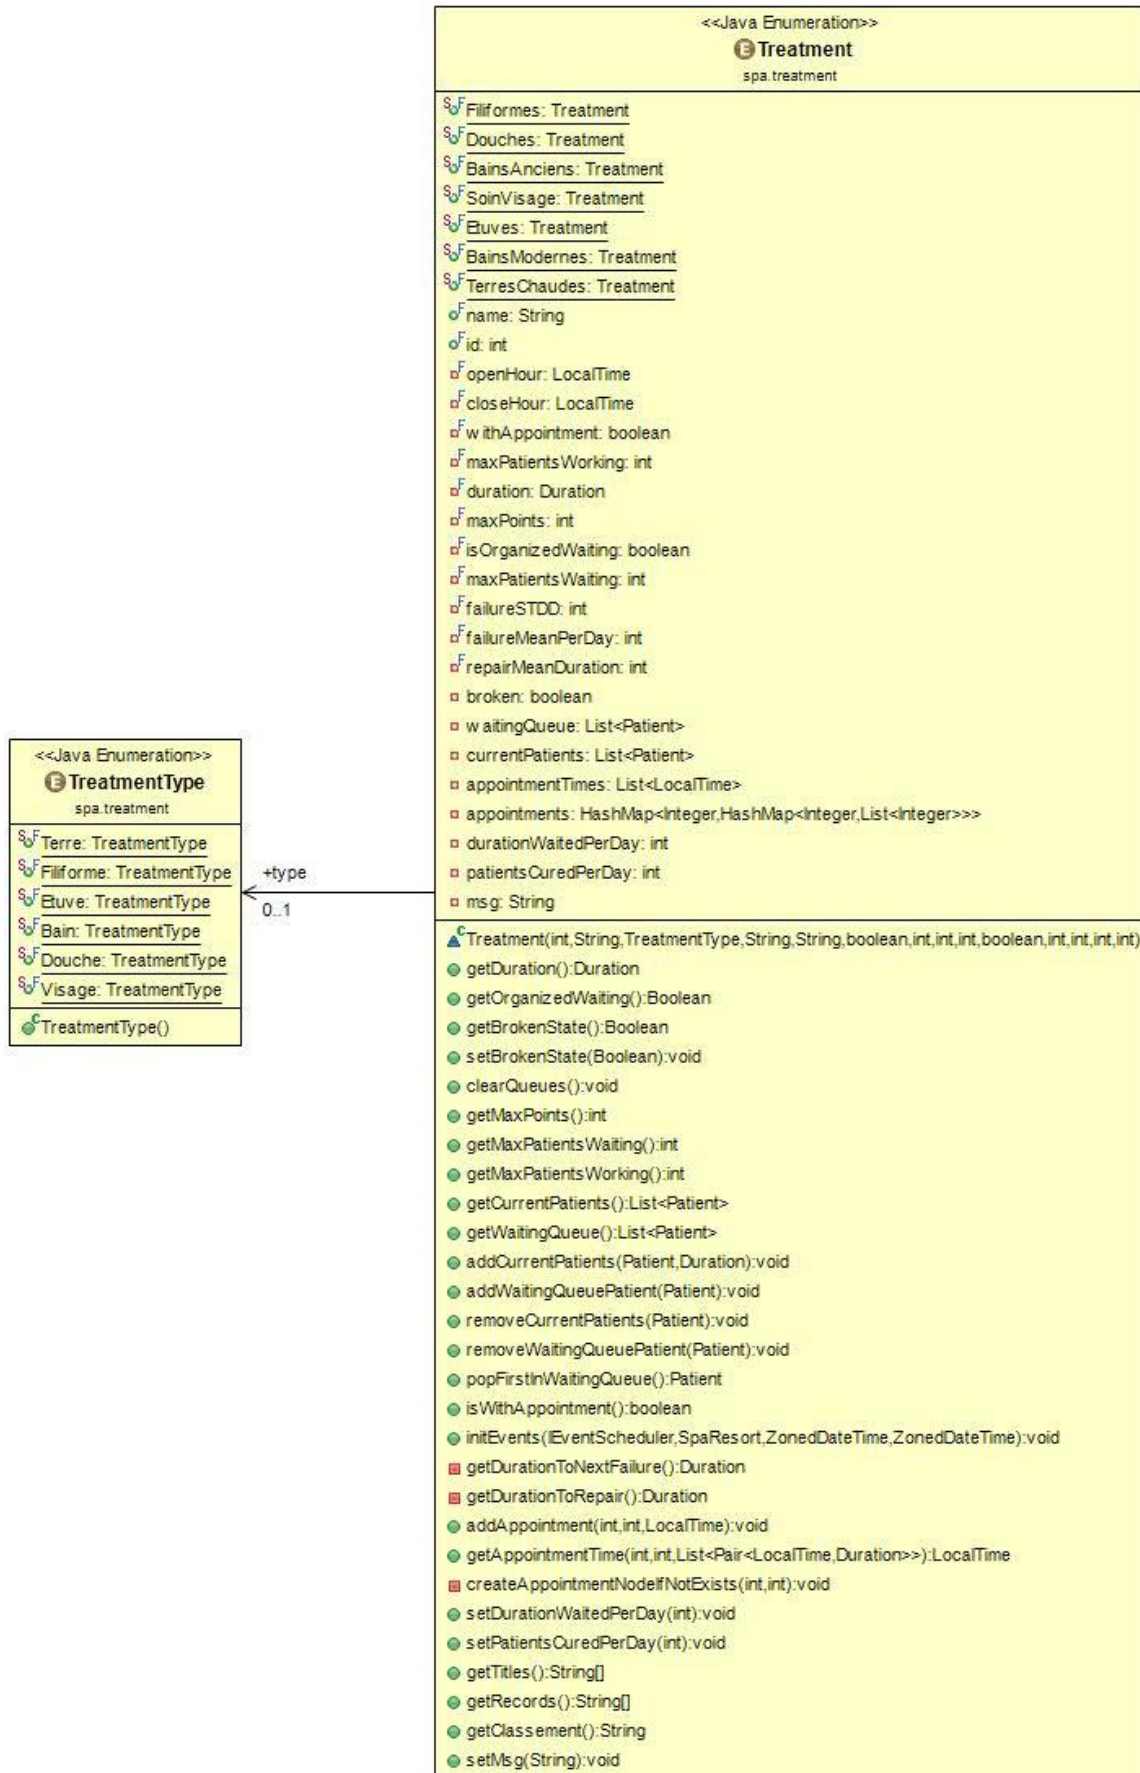 <<Java Enumeration>>
Treatment
spa.treatment
Filiformes: Treatment
Douches: Treatment
BainsAnciens: Treatment
SoinVisage: Treatment
Etuves: Treatment
BainsModernes: Treatment
TerresChaudes: Treatment
name: String
id: int
openHour: LocalTime
closeHour: LocalTime
withAppointment: boolean
maxPatientsWorking: int
duration: Duration
maxPoints: int
isOrganizedWaiting: boolean
maxPatientsWaiting: int
failureSTDD: int
failureMeanPerDay: int
repairMeanDuration: int
broken: boolean
waitingQueue: List<Patient>
currentPatients: List<Patient>
appointmentTimes: List<LocalTime>
appointments: HashMap<Integer,HashMap<Integer,List<Integer>>>
durationWaitedPerDay: int
patientsCuredPerDay: int
msg: String
Treatment(int,String,TreatmentType,String,String,boolean,int,int,int,boolean,int,int,int,int)
getDuration():Duration
getOrganizedWaiting():Boolean
getBrokenState():Boolean
setBrokenState(Boolean):void
clearQueues():void
getMaxPoints():int
getMaxPatientsWaiting():int
getMaxPatientsWorking():int
getCurrentPatients():List<Patient>
getWaitingQueue():List<Patient>
addCurrentPatients(Patient,Duration):void
addWaitingQueuePatient(Patient):void
removeCurrentPatients(Patient):void
removeWaitingQueuePatient(Patient):void
popFirstInWaitingQueue():Patient
isWithAppointment():boolean
initEvents(IEventScheduler,SpaResort,ZonedDateTime,ZonedDateTime):void
getDurationToNextFailure():Duration
getDurationToRepair():Duration
addAppointment(int,int,LocalTime):void
getAppointmentTime(int,int,List<Pair<LocalTime,Duration>>):LocalTime
createAppointmentNodeIfNotExists(int,int):void
setDurationWaitedPerDay(int):void
setPatientsCuredPerDay(int):void
getTitles():String[]
getRecords():String[]
getClassement():String
setMsg(String):void
<<Java Enumeration>>
TreatmentType
spa.treatment
Terre: TreatmentType
Filiforme: TreatmentType
Etuve: TreatmentType
Bain: TreatmentType
Douche: TreatmentType
Visage: TreatmentType
TreatmentType()
+type
0..1